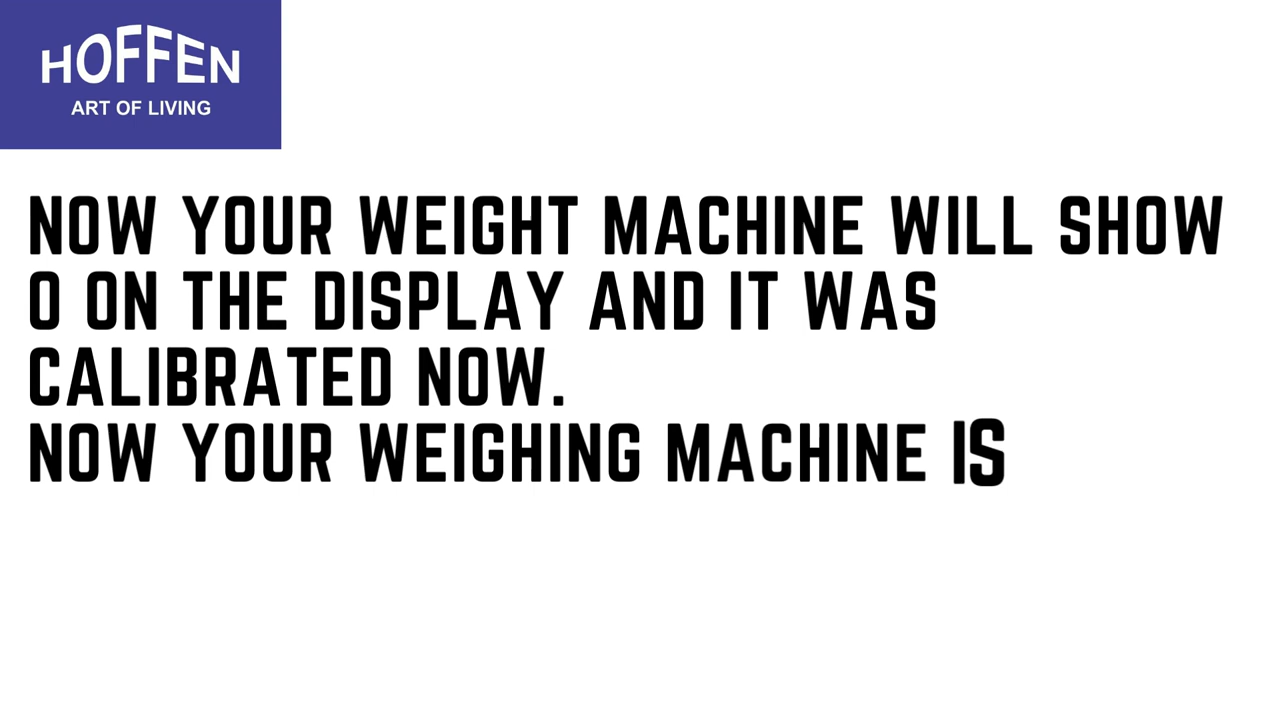 HOFFEN
ART OF LIVING
NOW YOUR WEIGHT MACHINE WILL SHOW
0 ON THE DISPLAY AND IT WAS
CALIBRATED NOW.
NOW YOUR WEIGHING MACHINE IS